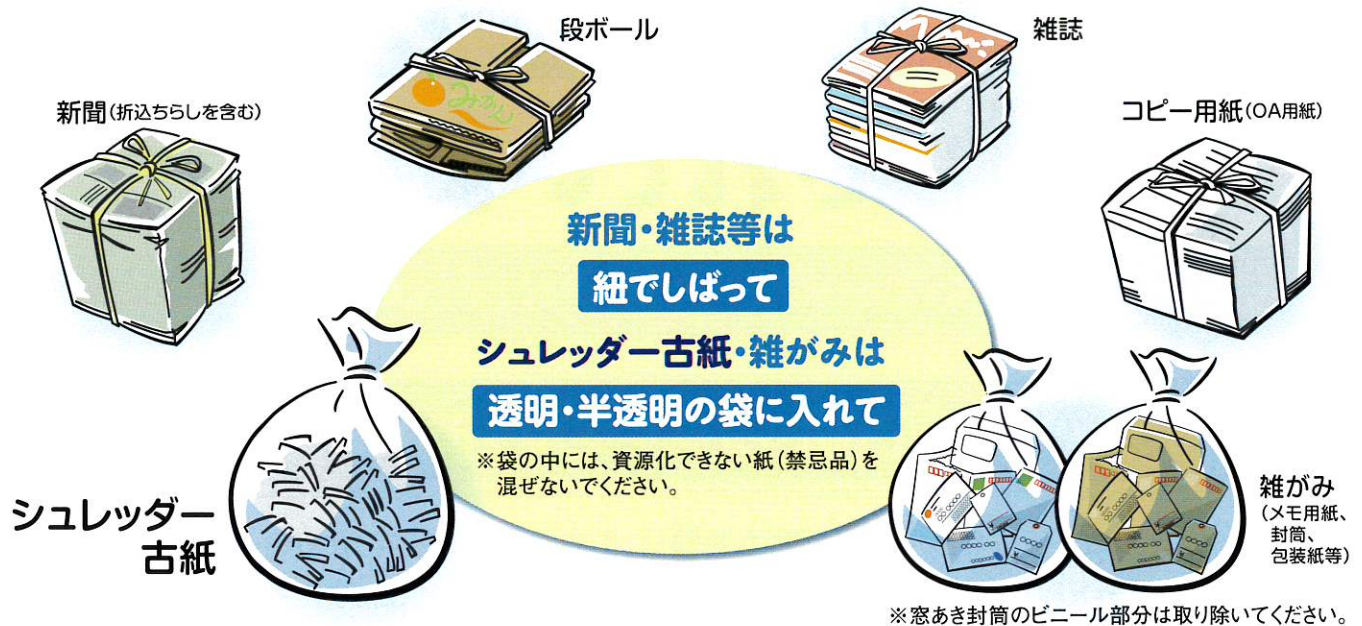 段ボール
雑誌
新聞(折込ちらしを含む)
コピー用紙(OA用紙)
新聞・雑誌等は
紐でしばって
シュレッダー古紙・雑がみは
透明・半透明の袋に入れて
※袋の中には、資源化できない紙(禁忌品)を
混ぜないでください。
シュレッダー
古紙
雑がみ
(メモ用紙、
封筒、
包装紙等)
※窓あき封筒のビニール部分は取り除いてください。